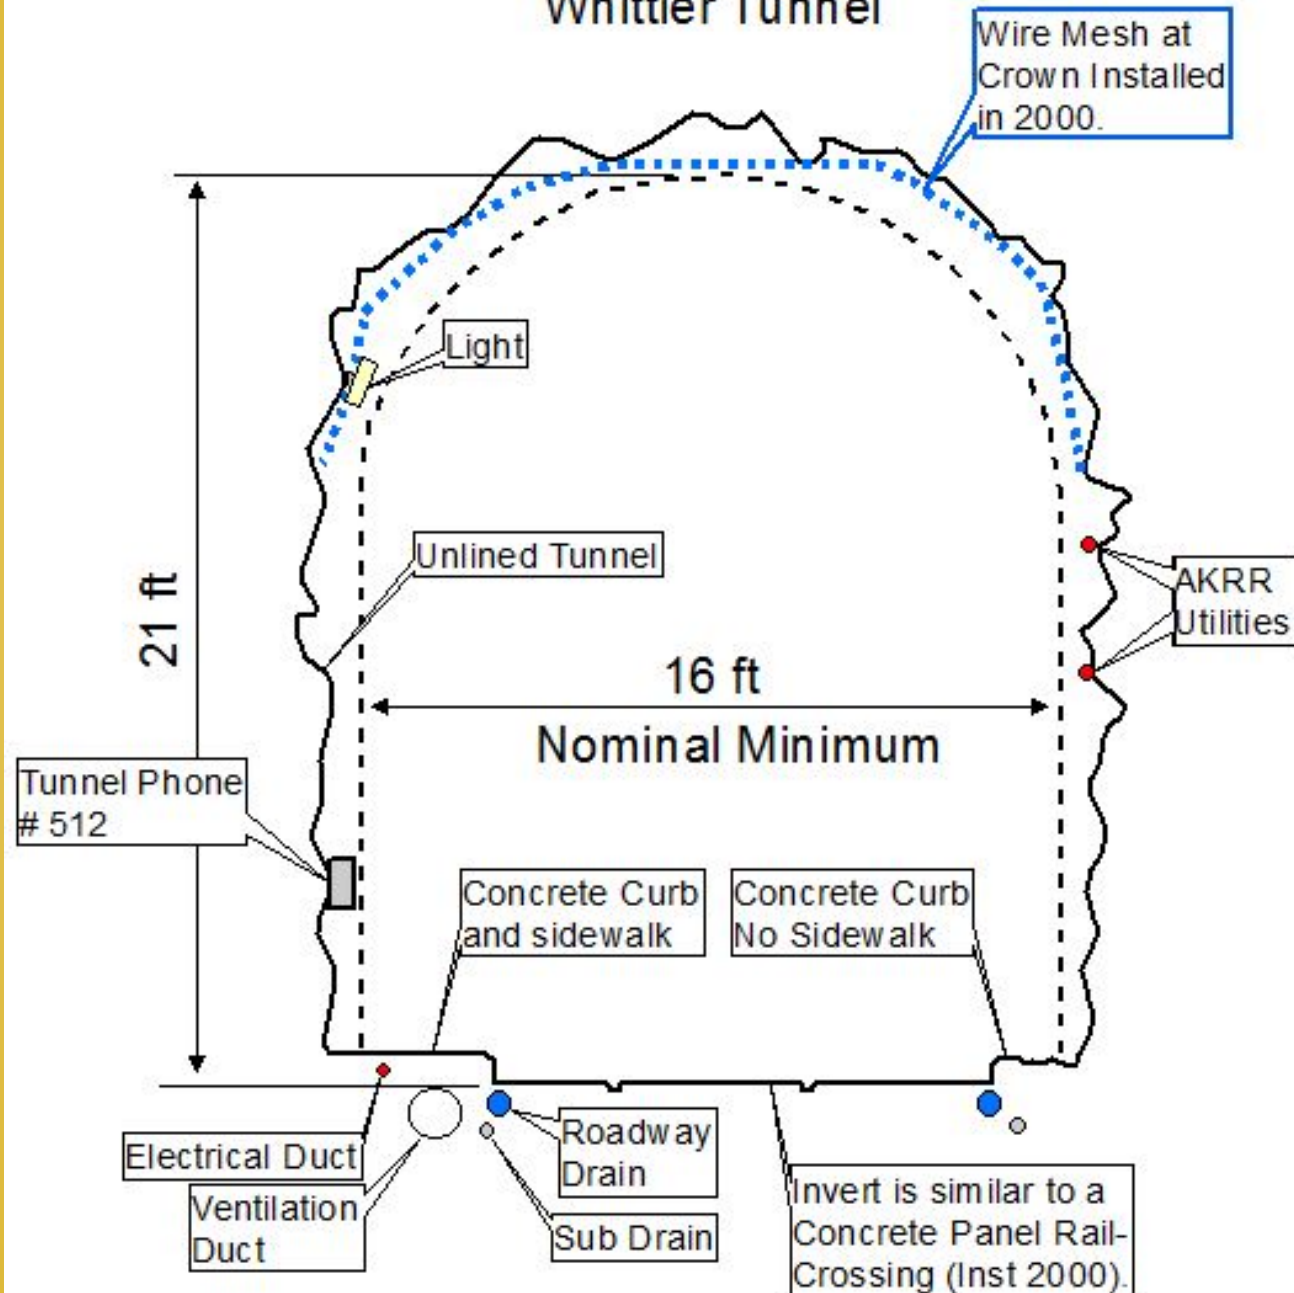 Whittier Tunnel
Wire Mesh at
Crown Installed
in 2000.
Light
Unlined Tunnel
21 ft
AKRR
Utilities
16 ft
Nominal Minimum
Tunnel Phone
# 512
Concrete Curb
and sidewalk
Concrete Curb
No Sidewalk
Electrical Duct
Ventilation
Duct
Roadway
Drain
Sub Drain
Invert is similar to a
Concrete Panel Rail-
Crossing (Inst 2000).